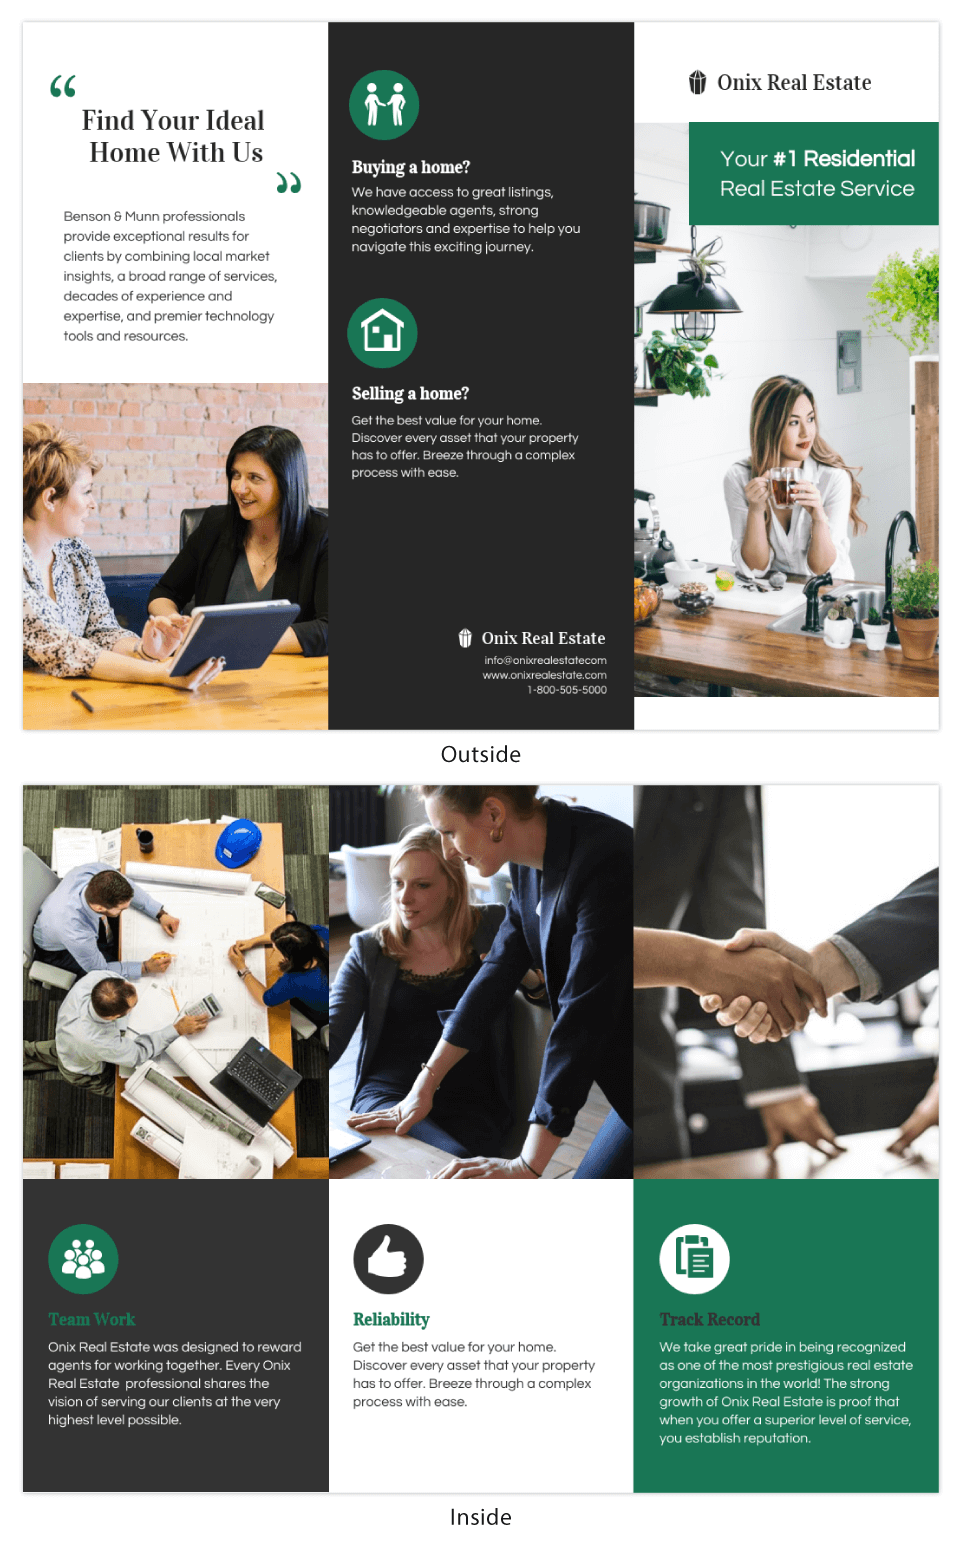 “
Find Your Ideal
Home With Us
”
Benson & Munn professionals
provide exceptional results for
clients by combining local market
insights, a broad range of services,
decades of experience and
expertise, and premier technology
tools and resources.
Buying a home?
We have access to great listings,
knowledgeable agents, strong
negotiators and expertise to help you
navigate this exciting journey.
Selling a home?
Get the best value for your home.
Discover every asset that your property
has to offer. Breeze through a complex
process with ease.
Onix Real Estate
info@onixrealestatecom
www.onixrealestate.com
1-800-505-5000
Onix Real Estate
Your #1 Residential
Real Estate Service
Outside
Team Work
Onix Real Estate was designed to reward
agents for working together. Every Onix
Real Estate professional shares the
vision of serving our clients at the very
highest level possible.
Reliability
Get the best value for your home.
Discover every asset that your property
has to offer. Breeze through a complex
process with ease.
Track Record
We take great pride in being recognized
as one of the most prestigious real estate
organizations in the world! The strong
growth of Onix Real Estate is proof that
when you offer a superior level of service,
you establish reputation.
Inside